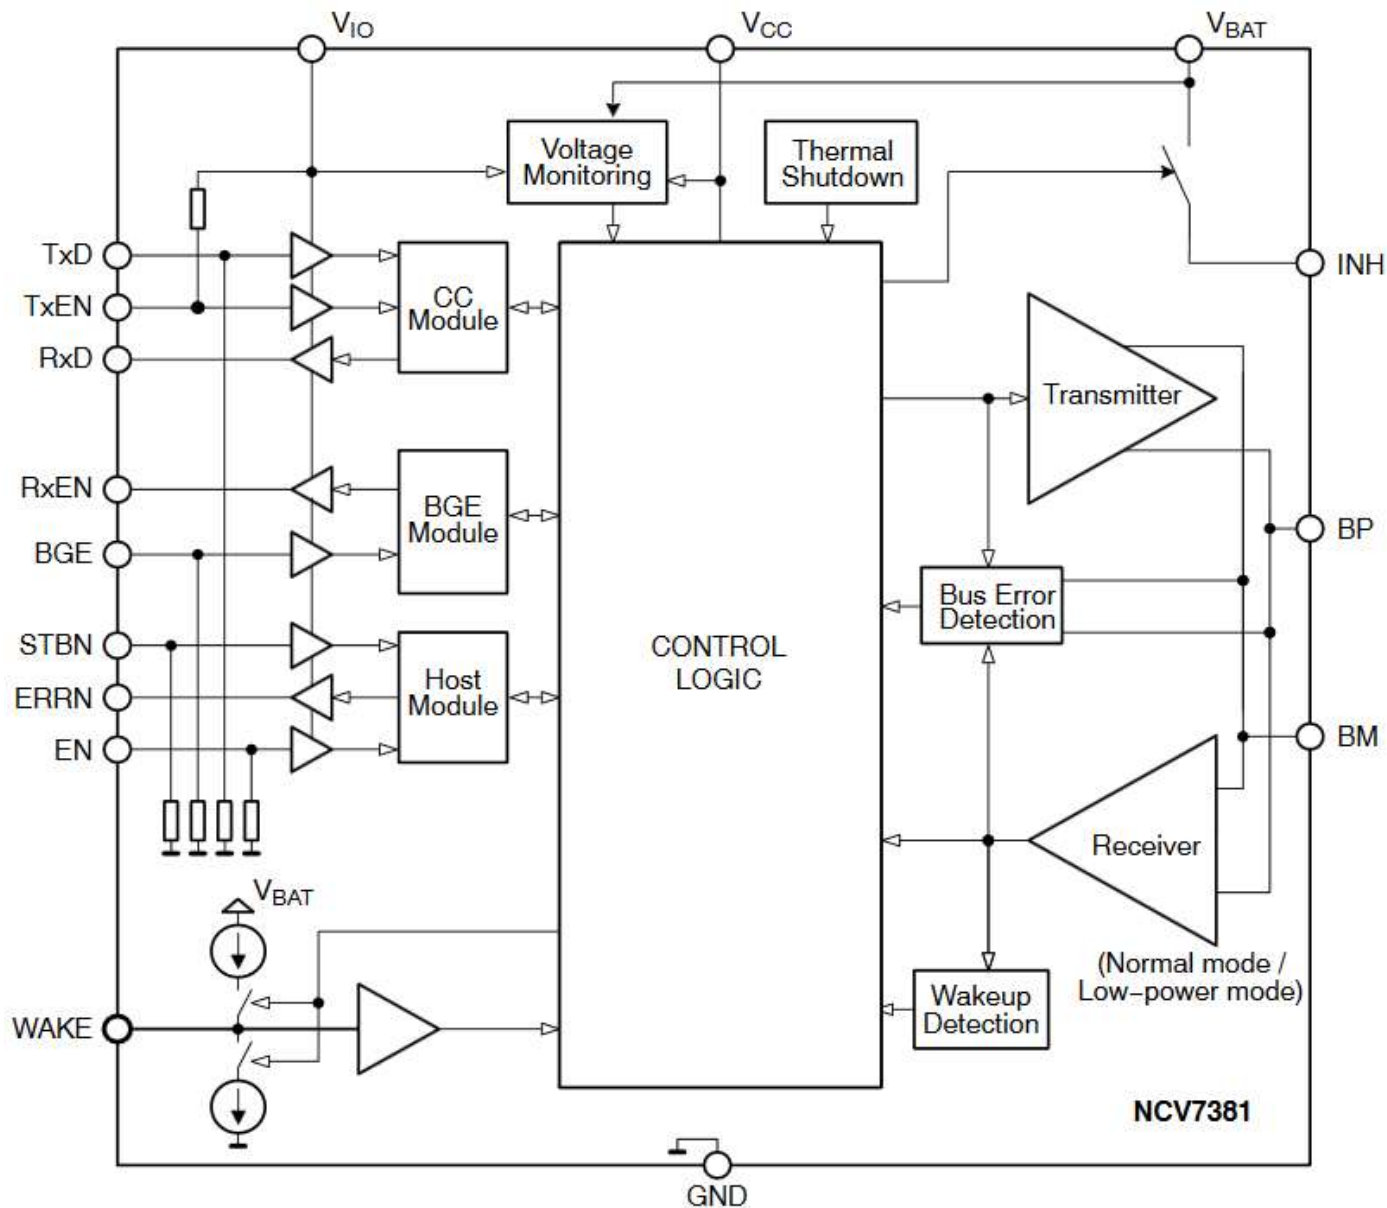 VIO
VCC
VBAT
Voltage
Monitoring
Thermal
Shutdown
TxD
TxEN
RxD
CC
Module
INH
Transmitter
RxEN
BGE
BGE
Module
BP
Bus Error
Detection
STBN
ERRN
EN
Host
Module
CONTROL
LOGIC
BM
Receiver
(Normal mode /
Low-power mode)
VBAT
WAKE
Wakeup
Detection
NCV7381
GND